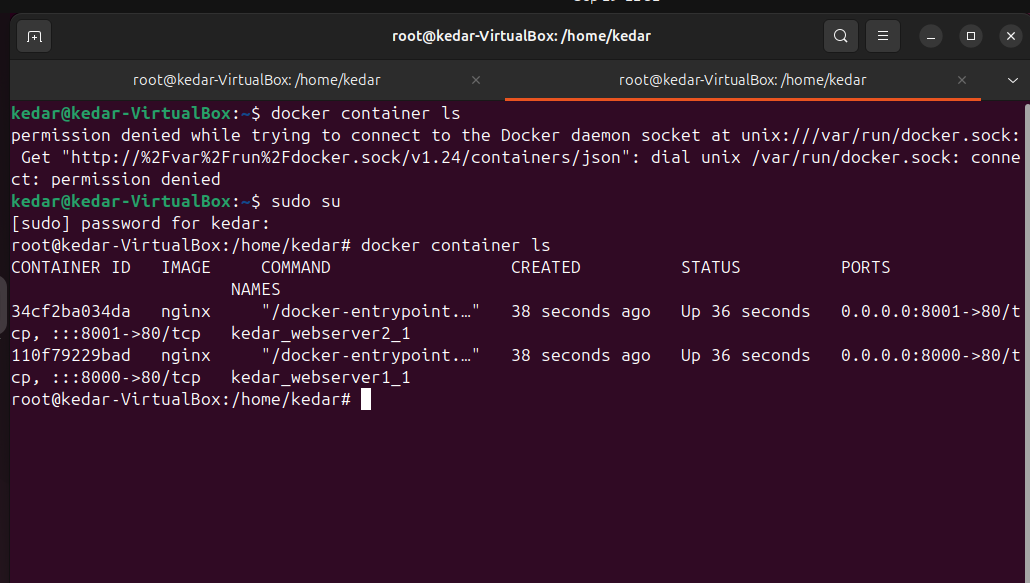 root@kedar-VirtualBox: /home/kedar
root@kedar-VirtualBox: /home/kedar
root@kedar-VirtualBox: /home/kedar
kedar@kedar-VirtualBox:~$ docker container ls
permission denied while trying to connect to the Docker daemon socket at unix:///var/run/docker.sock:
 Get "http://%2Fvar%2Frun%2Fdocker.sock/v1.24/containers/json": dial unix /var/run/docker.sock: conne
ct: permission denied
kedar@kedar-VirtualBox:~$ sudo su
[sudo] password for kedar:
root@kedar-VirtualBox:/home/kedar# docker container ls
CONTAINER ID   IMAGE     COMMAND                  CREATED          STATUS          PORTS
                      NAMES
34cf2ba034da   nginx     "/docker-entrypoint.…"   38 seconds ago   Up 36 seconds   0.0.0.0:8001->80/t
cp, :::8001->80/tcp   kedar_webserver2_1
110f79229bad   nginx     "/docker-entrypoint.…"   38 seconds ago   Up 36 seconds   0.0.0.0:8000->80/t
cp, :::8000->80/tcp   kedar_webserver1_1
root@kedar-VirtualBox:/home/kedar#